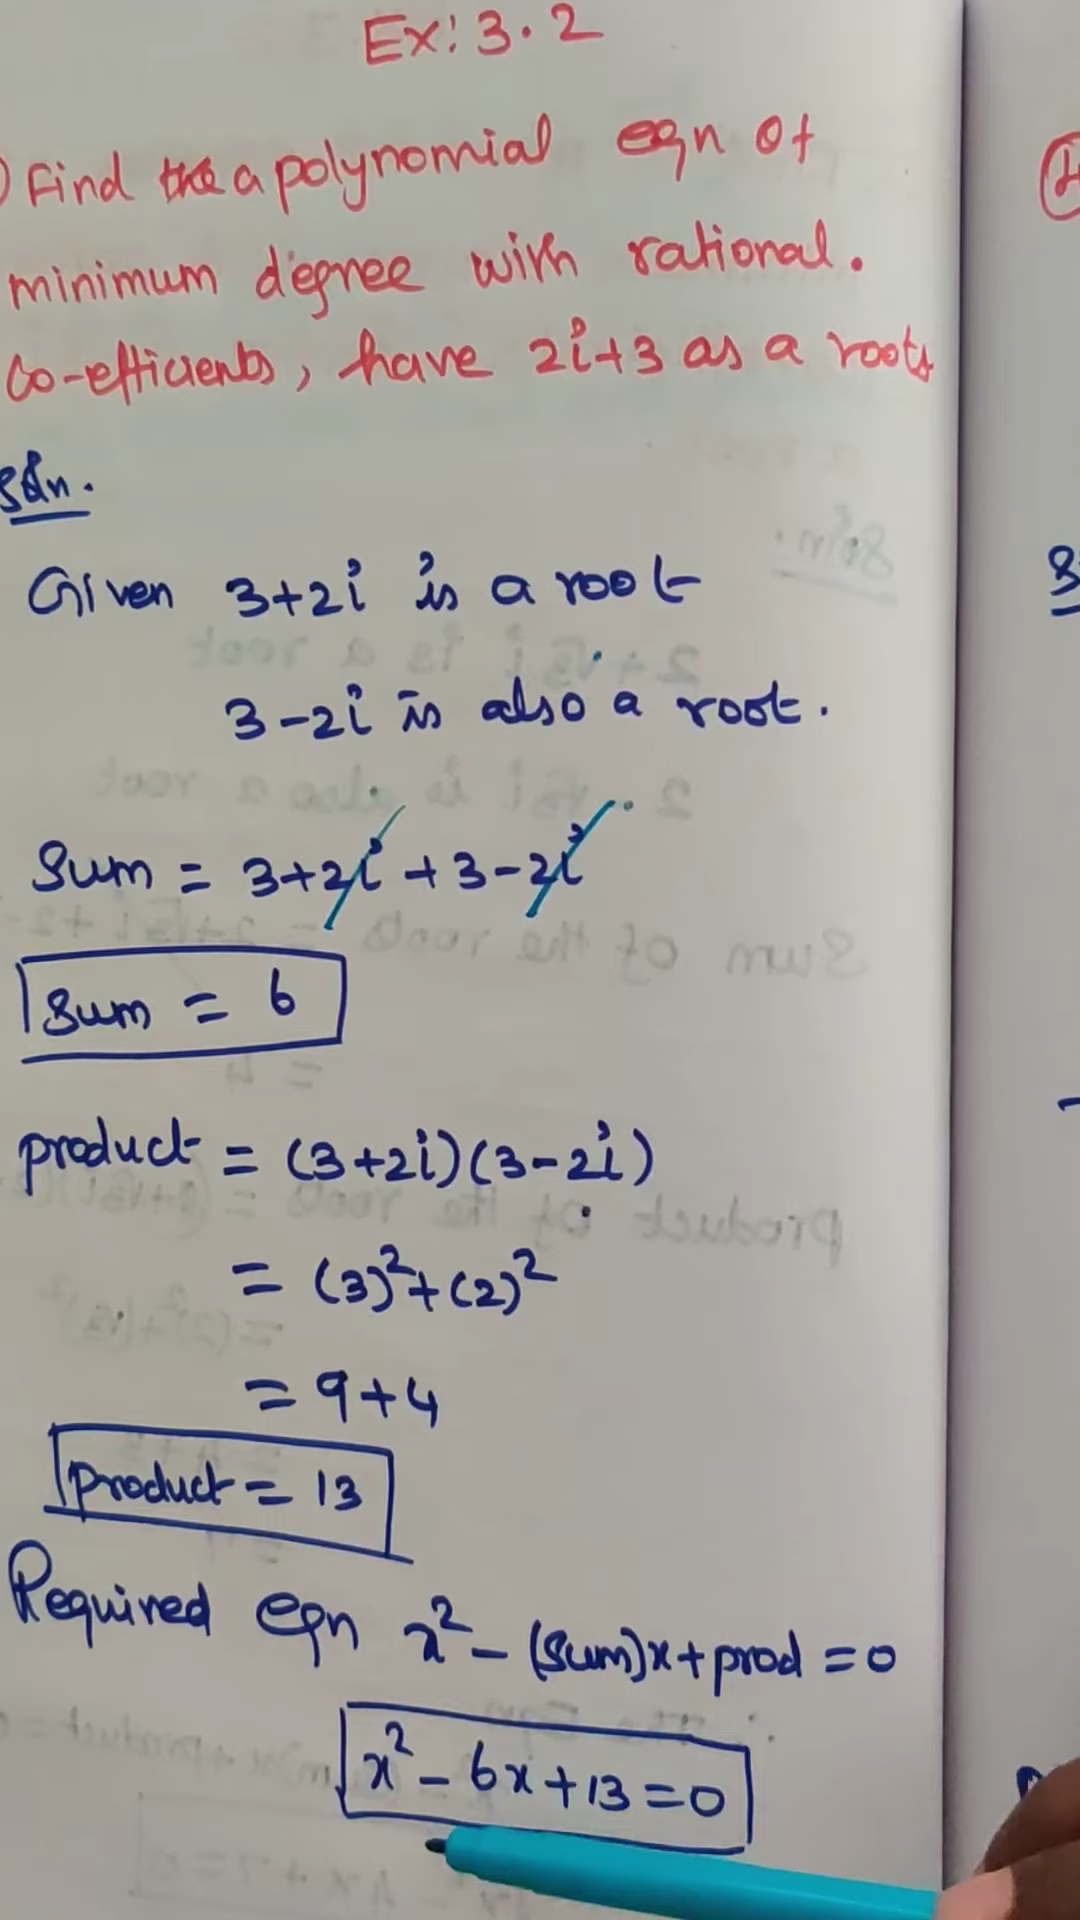 Ex: 3.2
) Find the a polynomial eqn of
minimum degree with rational.
co-efficients, have 2i+3 as a roots
Soln.
Given 3+2i is a root
3-2i is also a root.
Sum = 3+2i+3-2i
Sum = 6
product = (3+2i)(3-2i)
= (3)²+(2)²
= 9+4
product = 13
Required eqn x² - (sum)x + prod = 0
x² - 6x + 13 = 0